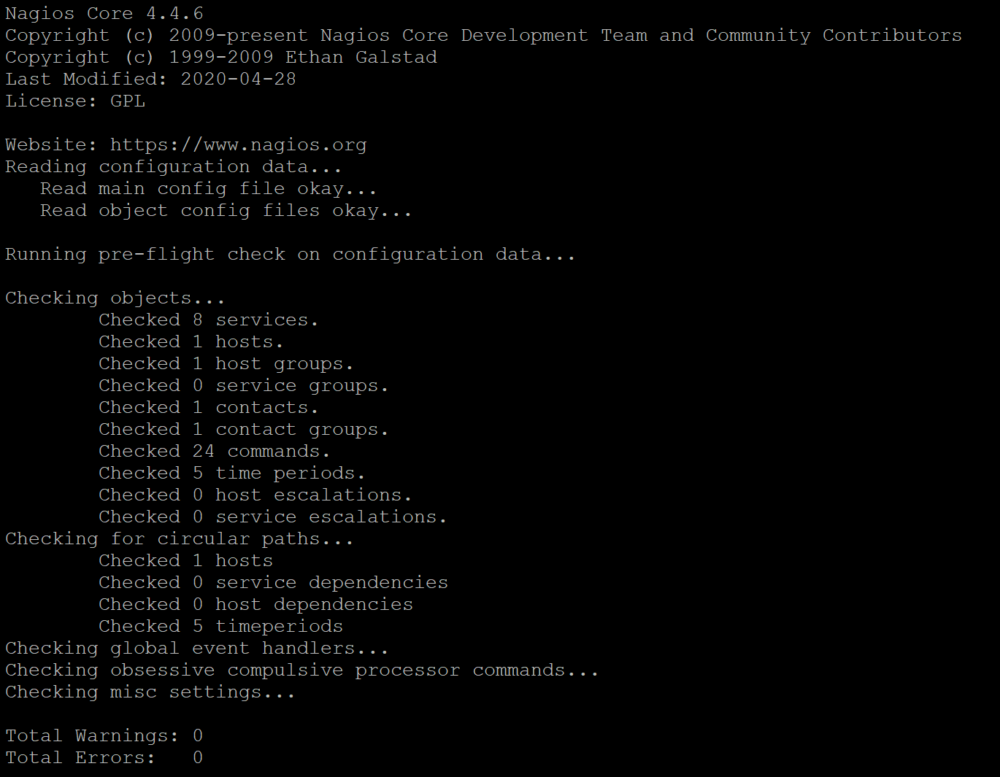 Nagios Core 4.4.6
Copyright (c) 2009-present Nagios Core Development Team and Community Contributors
Copyright (c) 1999-2009 Ethan Galstad
Last Modified: 2020-04-28
License: GPL

Website: https://www.nagios.org
Reading configuration data...
   Read main config file okay...
   Read object config files okay...

Running pre-flight check on configuration data...

Checking objects...
        Checked 8 services.
        Checked 1 hosts.
        Checked 1 host groups.
        Checked 0 service groups.
        Checked 1 contacts.
        Checked 1 contact groups.
        Checked 24 commands.
        Checked 5 time periods.
        Checked 0 host escalations.
        Checked 0 service escalations.
Checking for circular paths...
        Checked 1 hosts
        Checked 0 service dependencies
        Checked 0 host dependencies
        Checked 5 timeperiods
Checking global event handlers...
Checking obsessive compulsive processor commands...
Checking misc settings...

Total Warnings: 0
Total Errors:   0